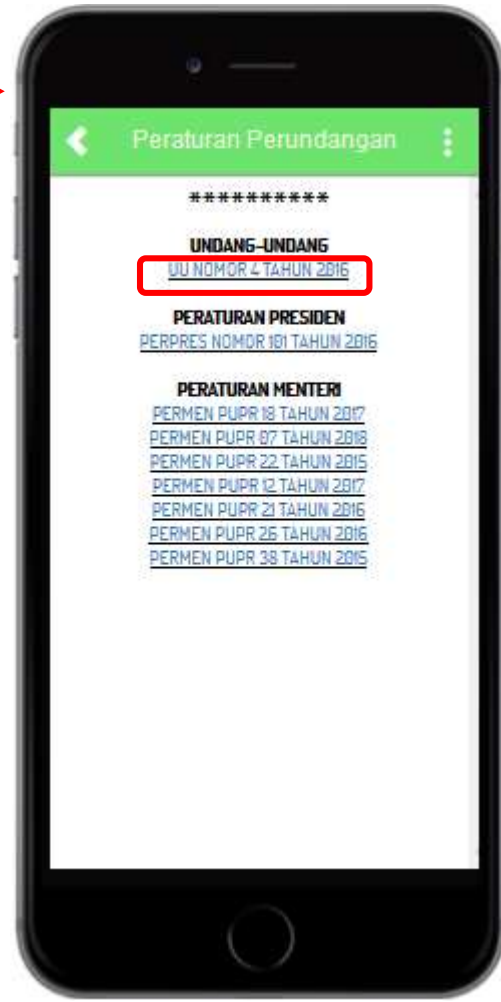 Peraturan Perundangan
**********
UNDANG-UNDANG
UU NOMOR 4 TAHUN 2016
PERATURAN PRESIDEN
PERPRES NOMOR 181 TAHUN 2016
PERATURAN MENTERI
PERMEN PUPR 18 TAHUN 2017
PERMEN PUPR 07 TAHUN 2018
PERMEN PUPR 22 TAHUN 2015
PERMEN PUPR 12 TAHUN 2017
PERMEN PUPR 21 TAHUN 2016
PERMEN PUPR 26 TAHUN 2016
PERMEN PUPR 38 TAHUN 2015